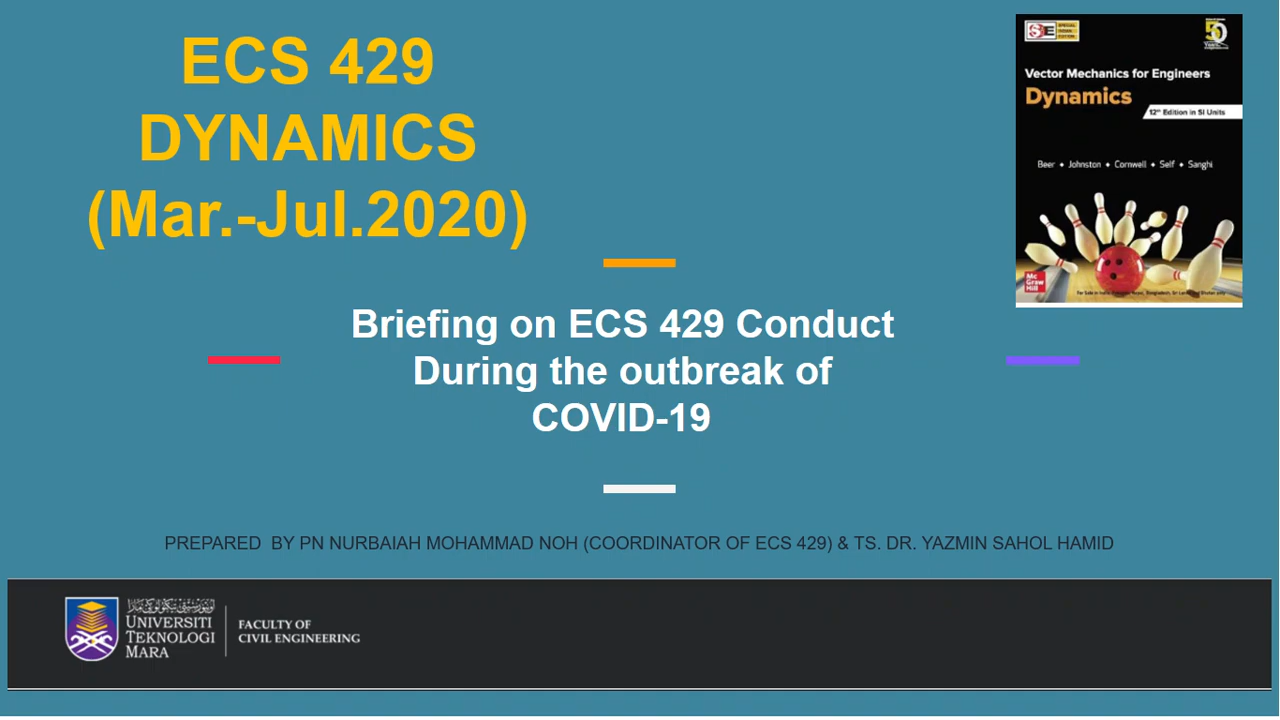 ECS 429
DYNAMICS
(Mar.-Jul.2020)
Vector Mechanics for Engineers
Dynamics
12th Edition in SI Units
Beer ◆ Johnston ◆ Cornwell ◆ Self ◆ Sanghi
Mc
Graw
Hill
Briefing on ECS 429 Conduct
During the outbreak of
COVID-19
PREPARED BY PN NURBAIAH MOHAMMAD NOH (COORDINATOR OF ECS 429) & TS. DR. YAZMIN SAHOL HAMID
UNIVERSITI
TEKNOLOGI
MARA
FACULTY OF
CIVIL ENGINEERING